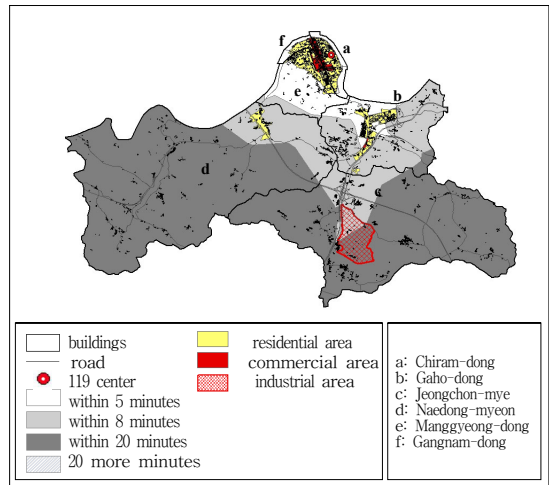 f
a
e
b
d
buildings
road
119 center
within 5 minutes
within 8 minutes
within 20 minutes
20 more minutes
residential area
commercial area
industrial area
a: Chiram-dong
b: Gaho-dong
c: Jeongchon-mye
d: Naedong-myeon
e: Manggyeong-dong
f: Gangnam-dong